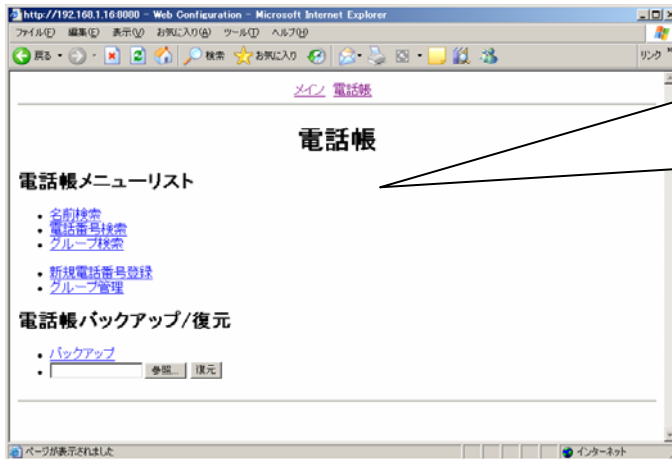 http://192.168.1.16:8080 - Web Configuration - Microsoft Internet Explorer
ファイル(F) 編集(E) 表示(V) お気に入り(A) ツール(T) ヘルプ(H)
戻る 検索 お気に入り リンク
メイン 電話帳
電話帳
電話帳メニューリスト
名前検索
電話番号検索
グループ検索
新規電話番号登録
グループ管理
電話帳バックアップ/復元
バックアップ
参照... 復元
ページが表示されました インターネット